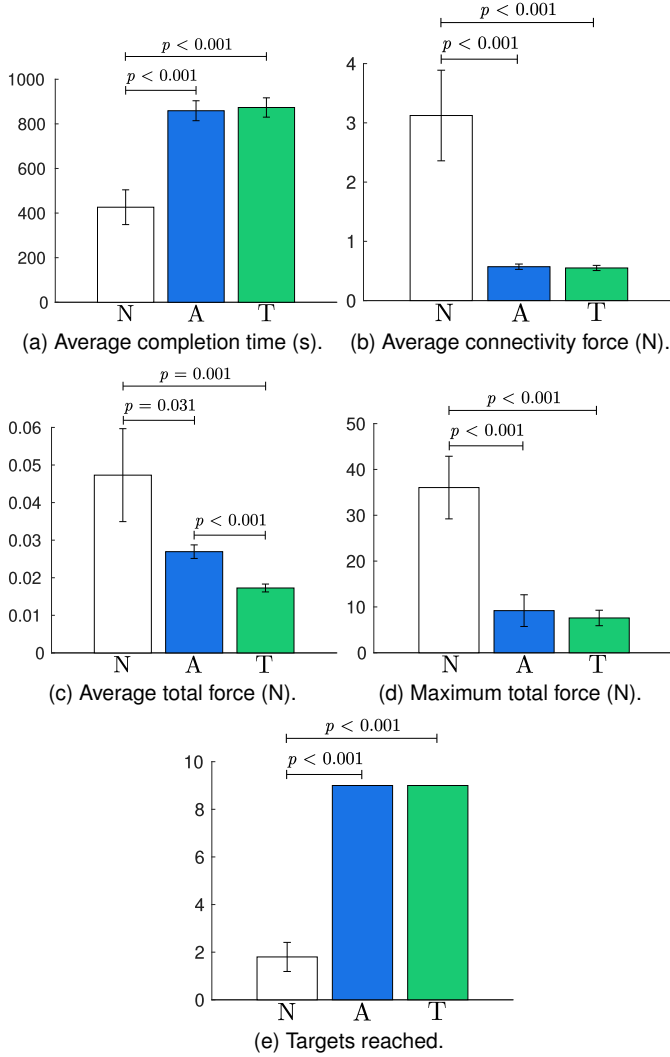 p < 0.001
p < 0.001
1000
800
600
400
200
0
N A T
(a) Average completion time (s).
p < 0.001
p < 0.001
4
3
2
1
0
N A T
(b) Average connectivity force (N).
p = 0.001
p = 0.031
p < 0.001
0.06
0.05
0.04
0.03
0.02
0.01
0
N A T
(c) Average total force (N).
p < 0.001
p < 0.001
50
40
30
20
10
0
N A T
(d) Maximum total force (N).
p < 0.001
p < 0.001
10
8
6
4
2
0
N A T
(e) Targets reached.